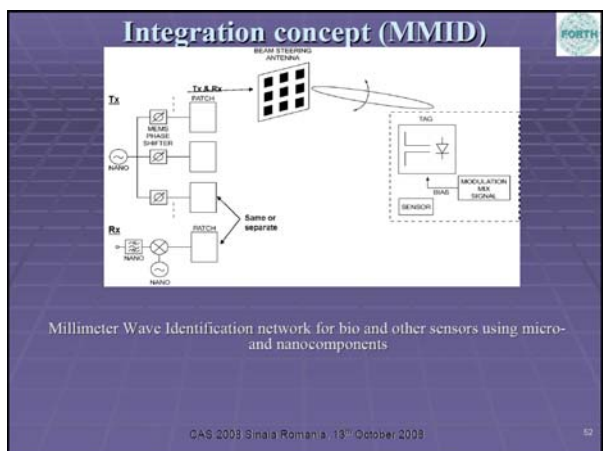 Integration concept (MMID)
FORTH
BEAM STEERING
ANTENNA
Tx & Rx
Tx
PATCH
MEMS
PHASE
SHIFTER
NANO
TAG
BIAS
MODULATION
MIX
SIGNAL
SENSOR
Same or
separate
Rx
PATCH
NANO
NANO
Millimeter Wave Identification network for bio and other sensors using micro-
and nanocomponents
CAS 2008 Sinaia Romania, 13th October 2008
52